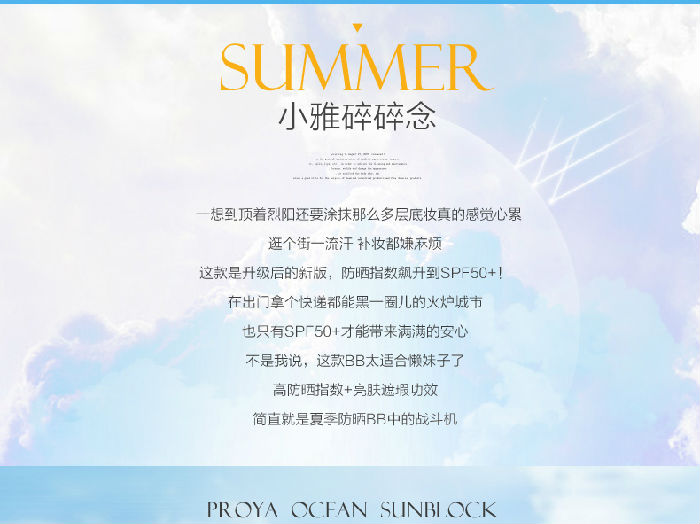 SUMMER
小雅碎碎念
一想到顶着烈阳还要涂抹那么多层底妆真的感觉心累
逛个街一流汗 补妆都嫌麻烦
这款是升级后的新版，防晒指数飙升到SPF50+！
在出门拿个快递都能黑一圈儿的火炉城市
也只有SPF50+才能带来满满的安心
不是我说，这款BB太适合懒妹子了
高防晒指数+亮肤遮瑕功效
简直就是夏季防晒BB中的战斗机
PROYA OCEAN SUNBLOCK